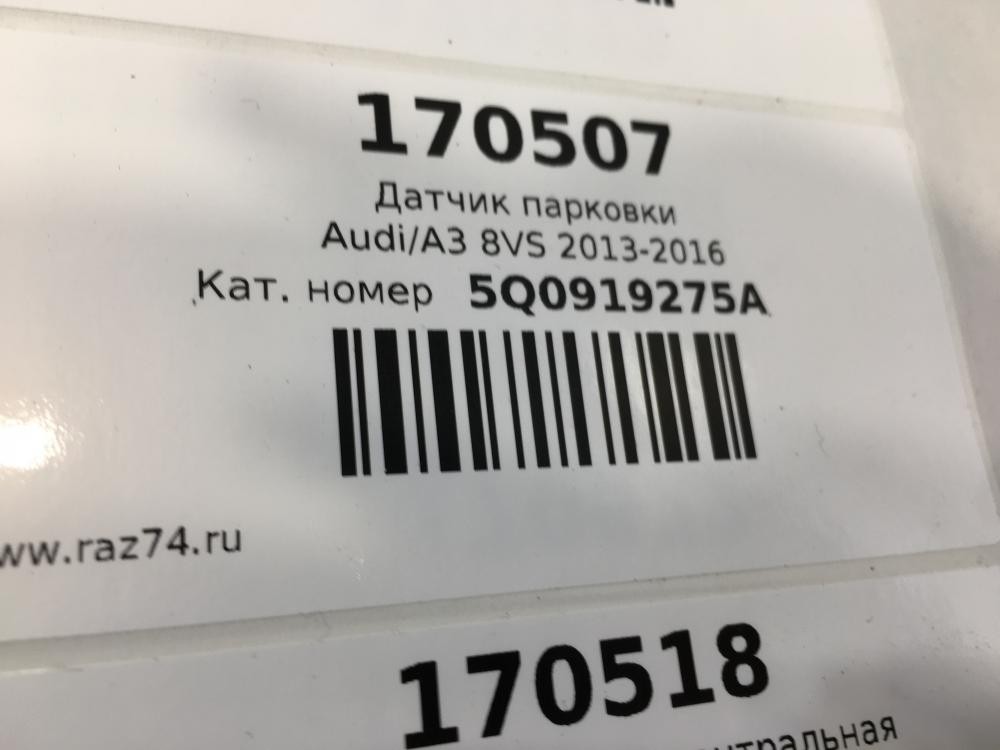 170507
Датчик парковки
Audi/A3 8VS 2013-2016
Кат. номер 5Q0919275A
www.raz74.ru
170518